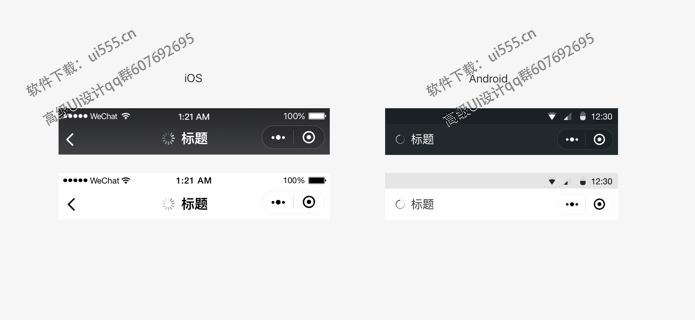 软件下载：ui555.cn
高级UI设计qq群607692695
软件下载：ui555.cn
高级UI设计qq群607692695
iOS
Android
WeChat 1:21 AM 100%
标题
12:30
标题
WeChat 1:21 AM 100%
标题
12:30
标题